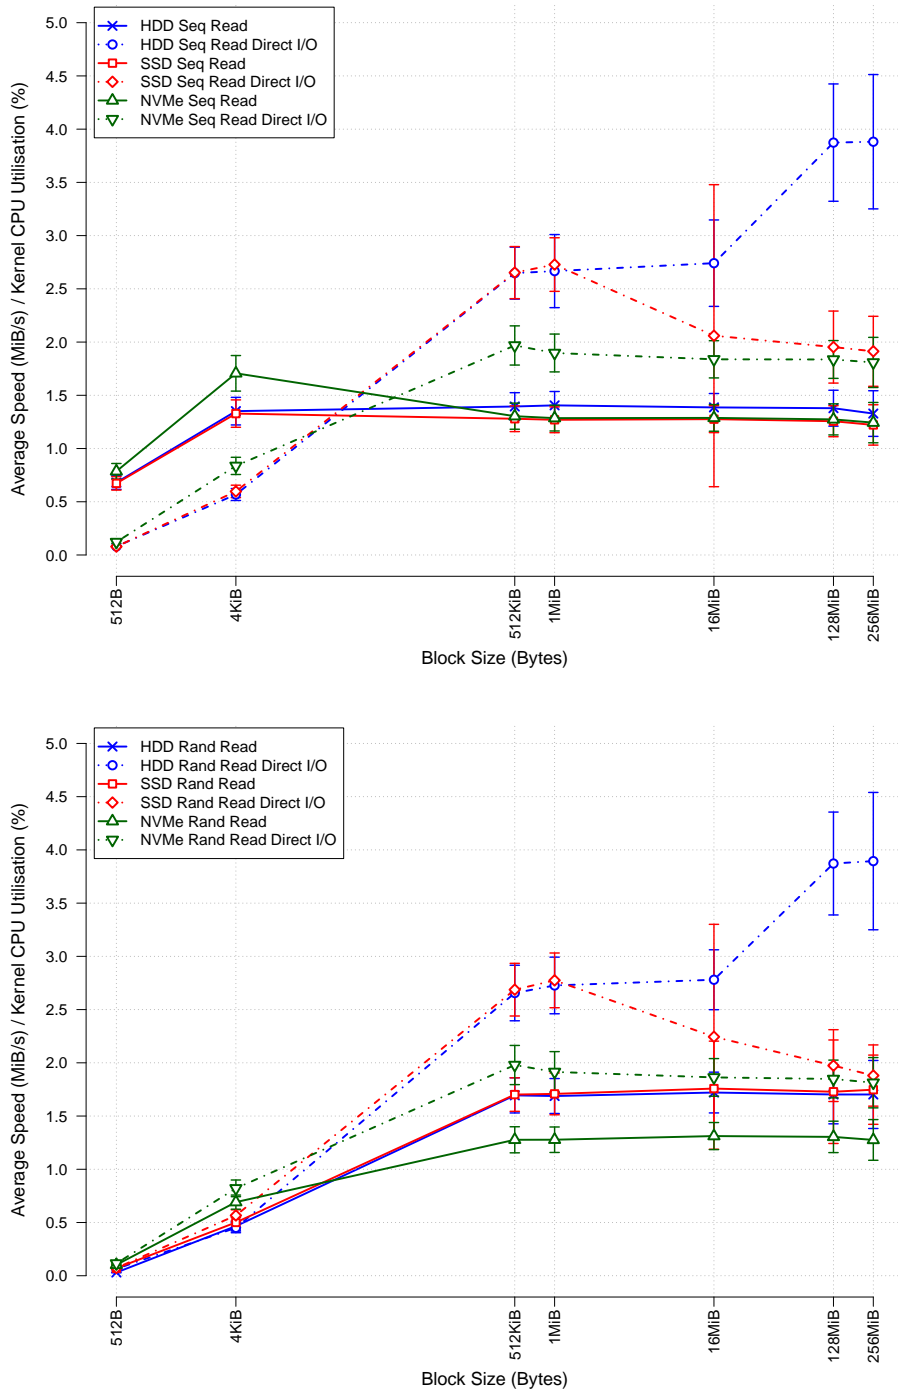 HDD Seq Read
HDD Seq Read Direct I/O
SSD Seq Read
SSD Seq Read Direct I/O
NVMe Seq Read
NVMe Seq Read Direct I/O
Average Speed (MiB/s) / Kernel CPU Utilisation (%)
5.0
4.5
4.0
3.5
3.0
2.5
2.0
1.5
1.0
0.5
0.0
512B
4KiB
512KiB
1MiB
16MiB
128MiB
256MiB
Block Size (Bytes)
HDD Rand Read
HDD Rand Read Direct I/O
SSD Rand Read
SSD Rand Read Direct I/O
NVMe Rand Read
NVMe Rand Read Direct I/O
Average Speed (MiB/s) / Kernel CPU Utilisation (%)
5.0
4.5
4.0
3.5
3.0
2.5
2.0
1.5
1.0
0.5
0.0
512B
4KiB
512KiB
1MiB
16MiB
128MiB
256MiB
Block Size (Bytes)